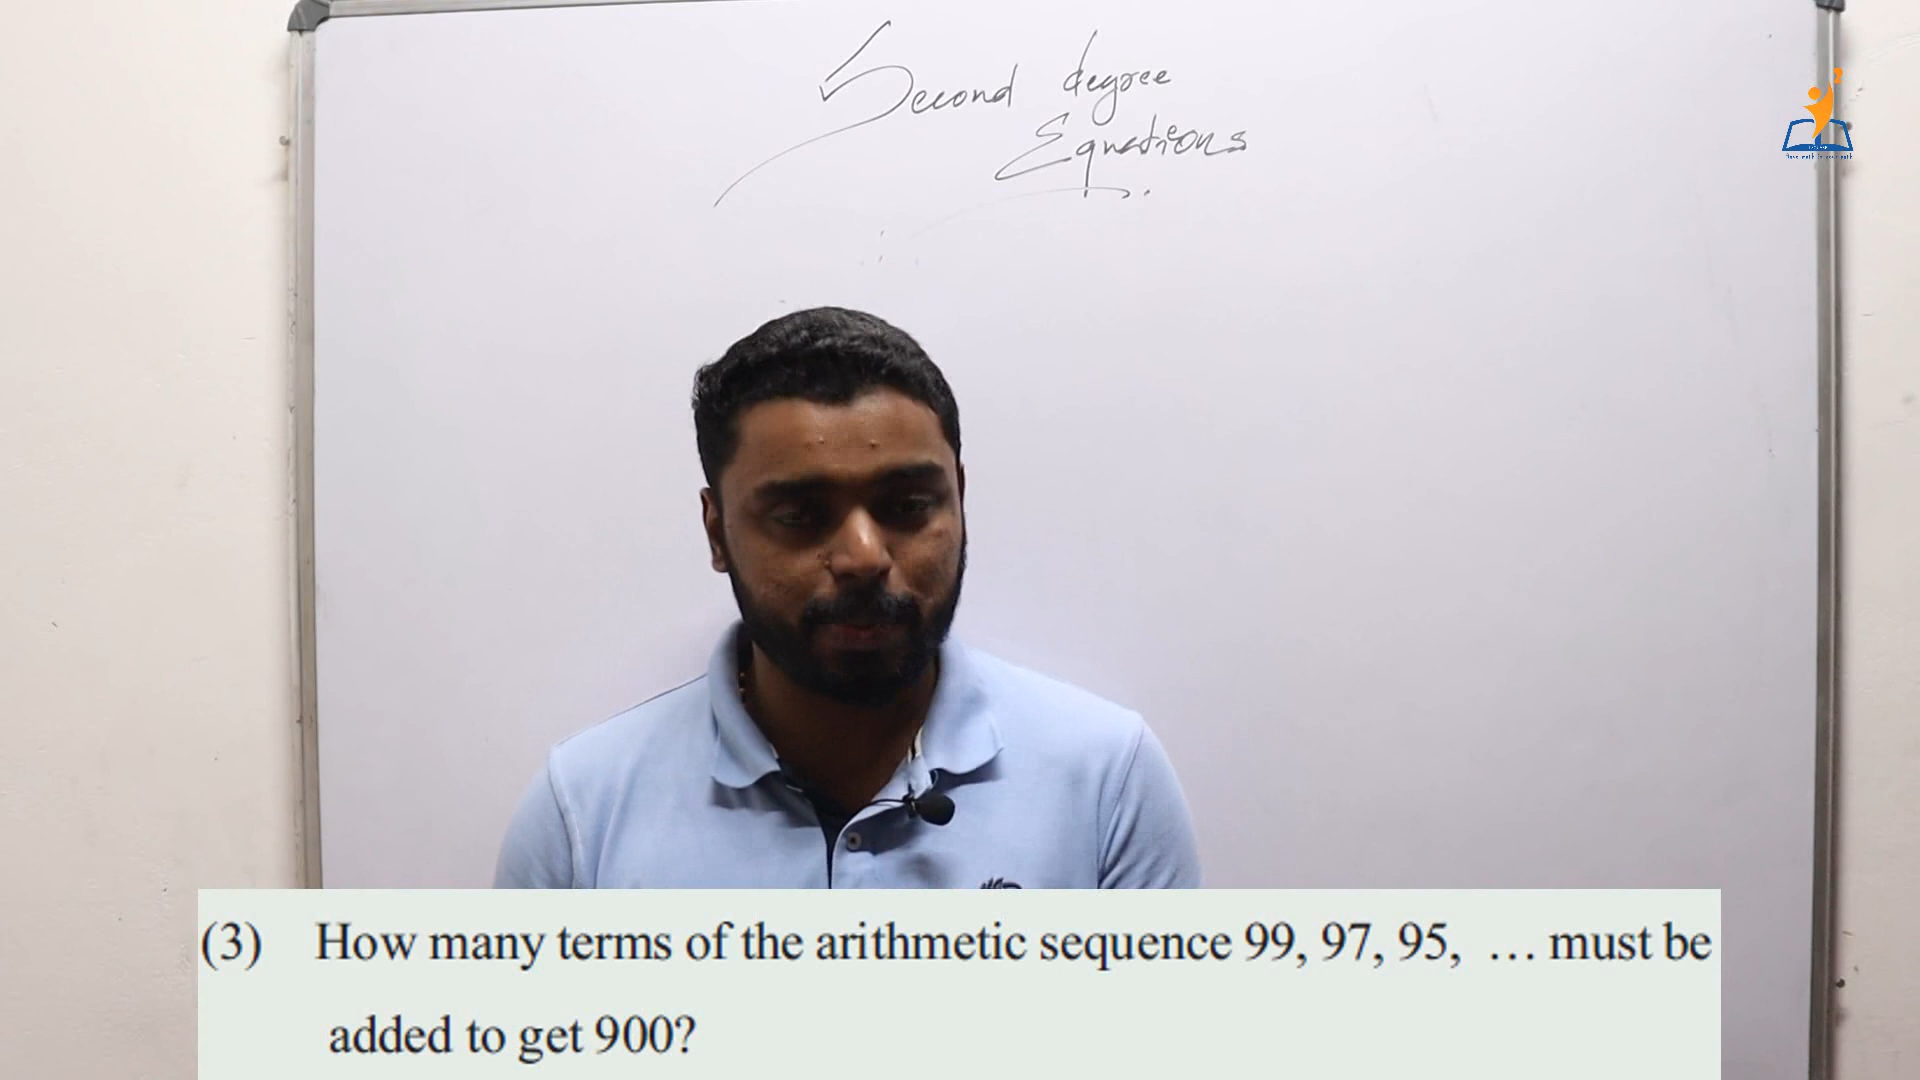 Second degree
Equations
(3) How many terms of the arithmetic sequence 99, 97, 95, … must be
added to get 900?